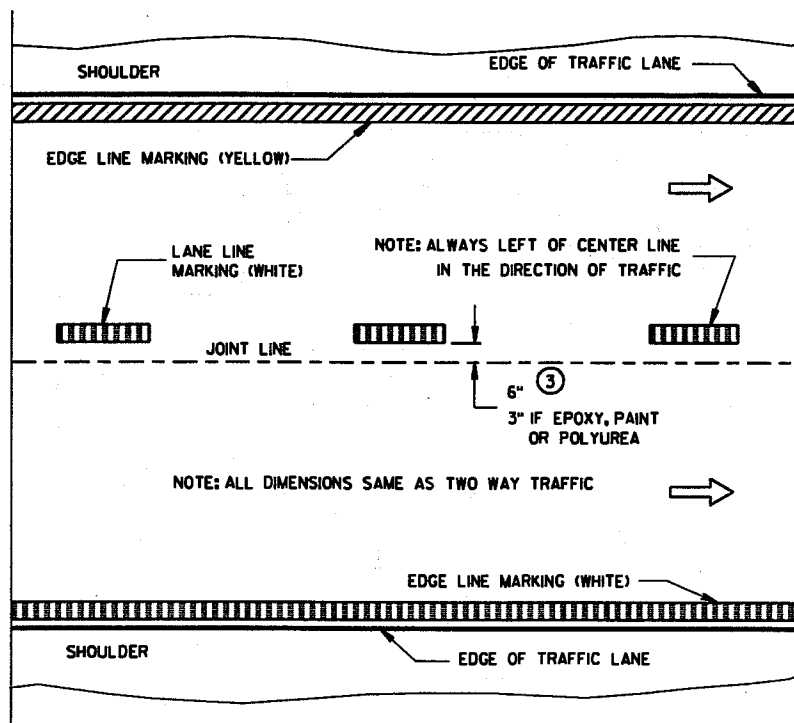 SHOULDER
EDGE OF TRAFFIC LANE
EDGE LINE MARKING (YELLOW)
LANE LINE
MARKING (WHITE)
NOTE: ALWAYS LEFT OF CENTER LINE
IN THE DIRECTION OF TRAFFIC
JOINT LINE
6" 3
3" IF EPOXY, PAINT
OR POLYUREA
NOTE: ALL DIMENSIONS SAME AS TWO WAY TRAFFIC
EDGE LINE MARKING (WHITE)
SHOULDER
EDGE OF TRAFFIC LANE